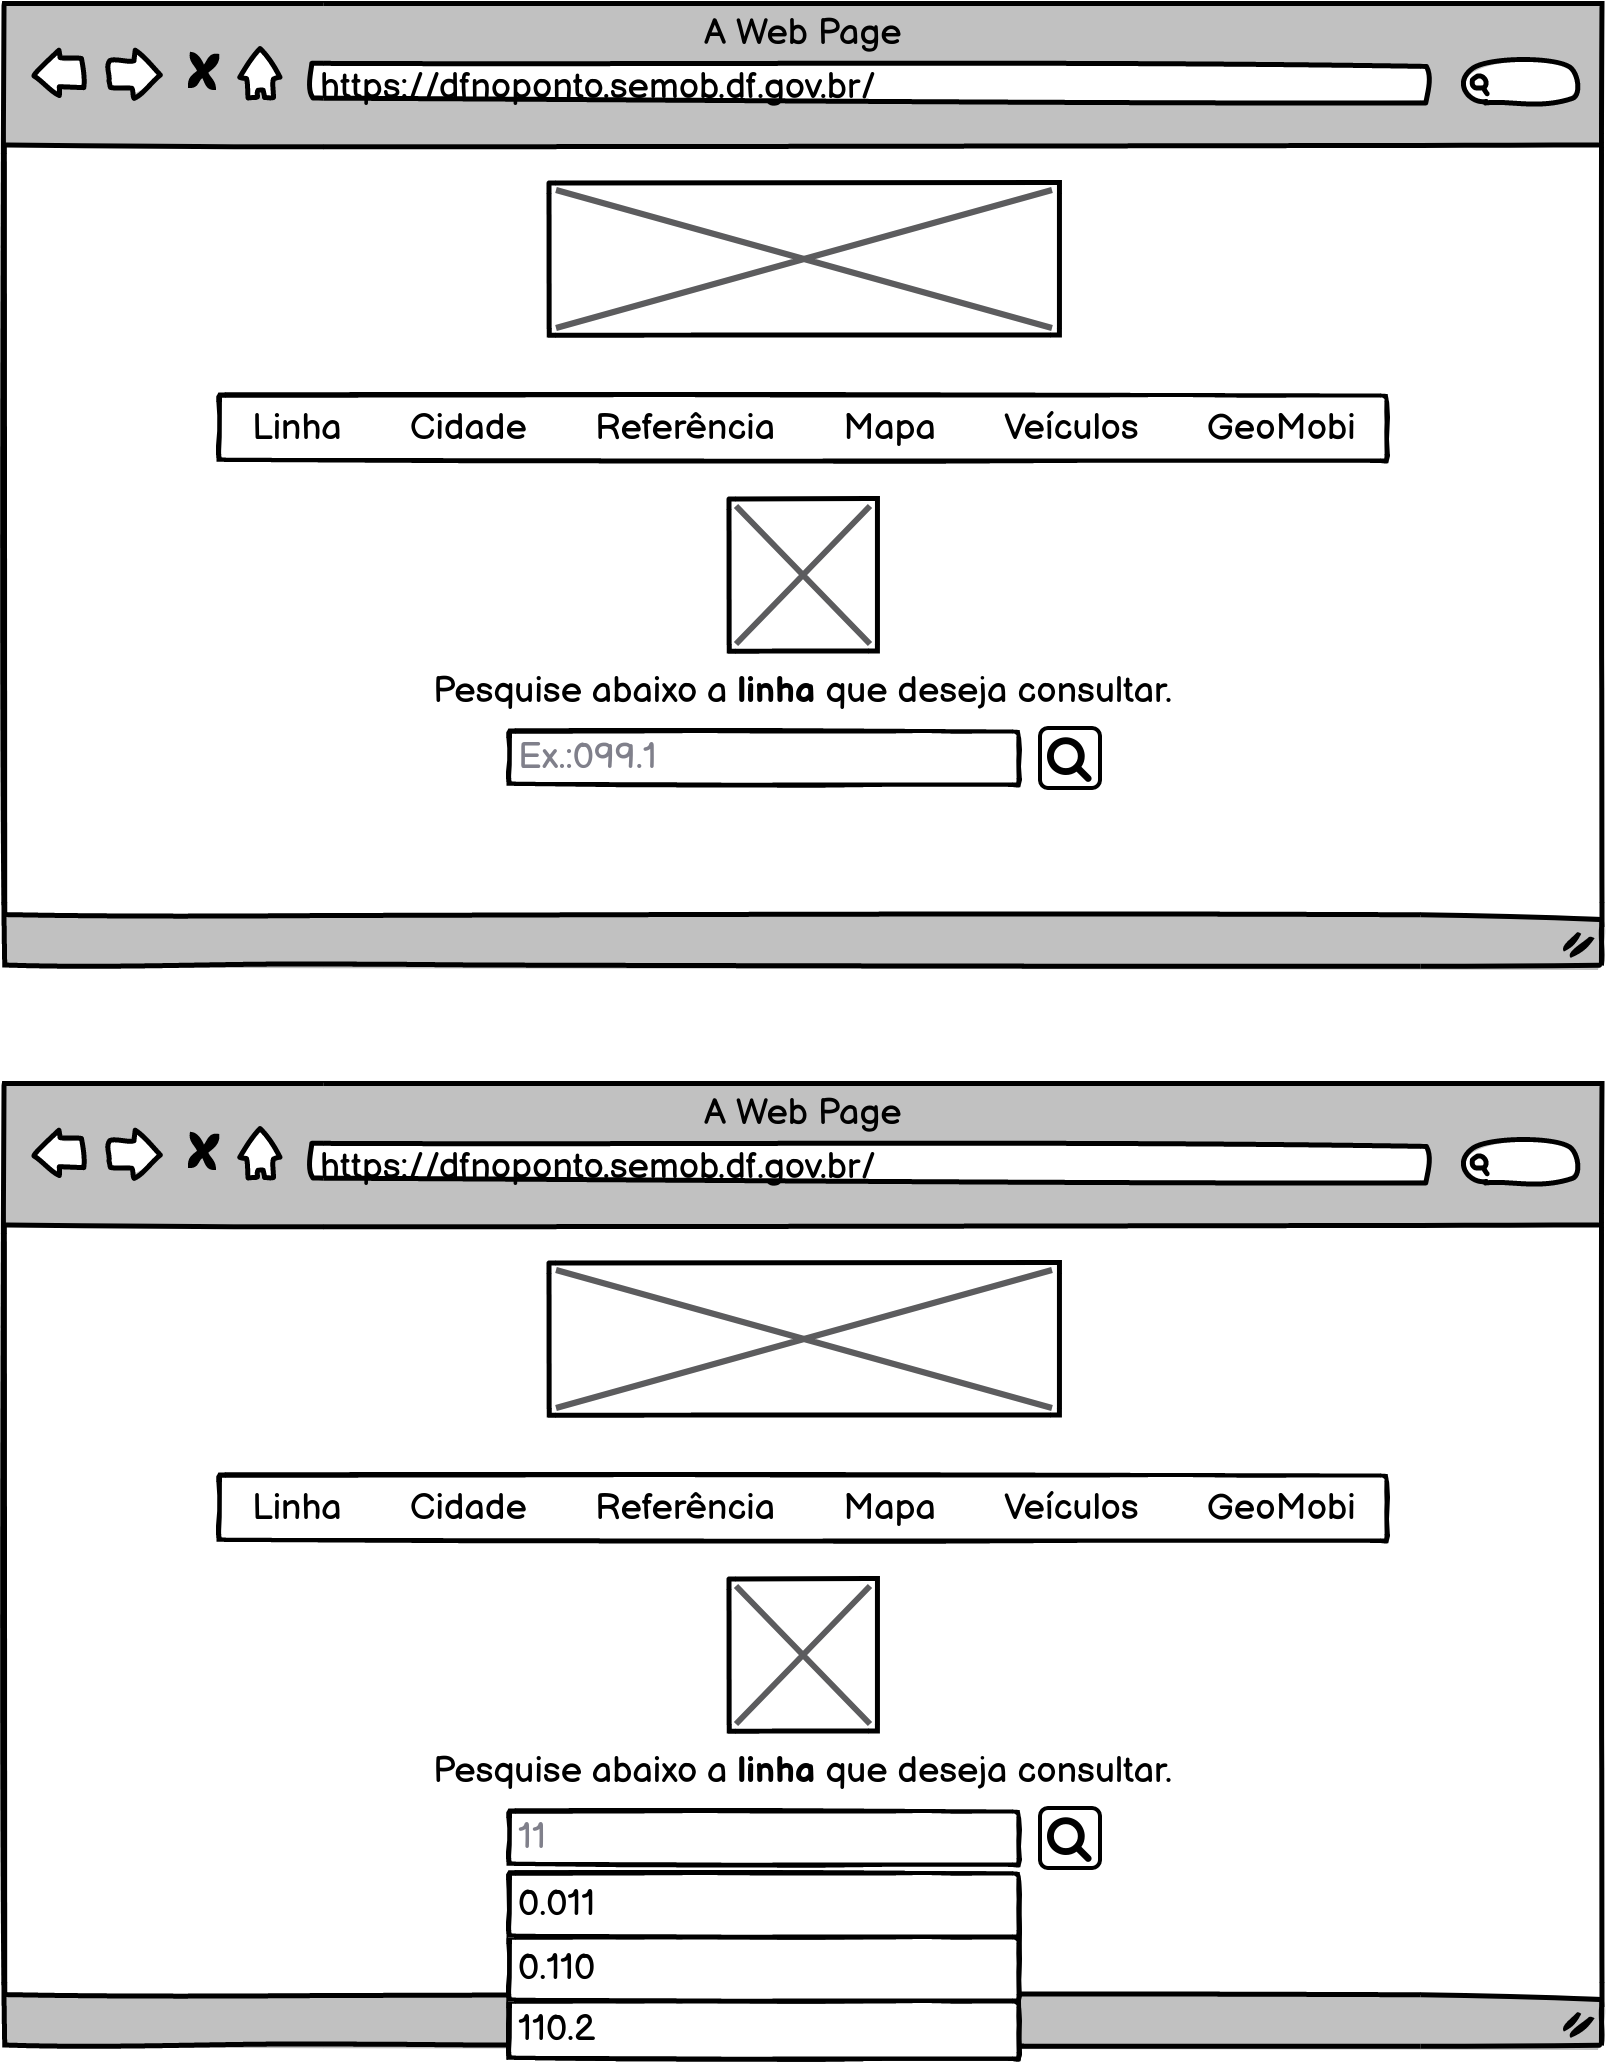 A Web Page
https://dfnoponto.semob.df.gov.br/
Linha Cidade Referência Mapa Veículos GeoMobi
Pesquise abaixo a linha que deseja consultar.
Ex.:099.1
A Web Page
https://dfnoponto.semob.df.gov.br/
Linha Cidade Referência Mapa Veículos GeoMobi
Pesquise abaixo a linha que deseja consultar.
11
0.011
0.110
110.2